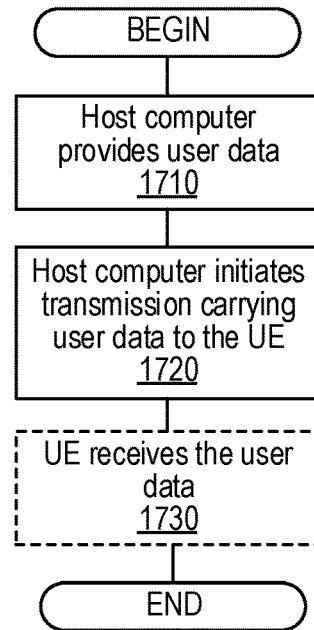 BEGIN
Host computer
provides user data
1710
Host computer initiates
transmission carrying
user data to the UE
1720
UE receives the user
data
1730
END